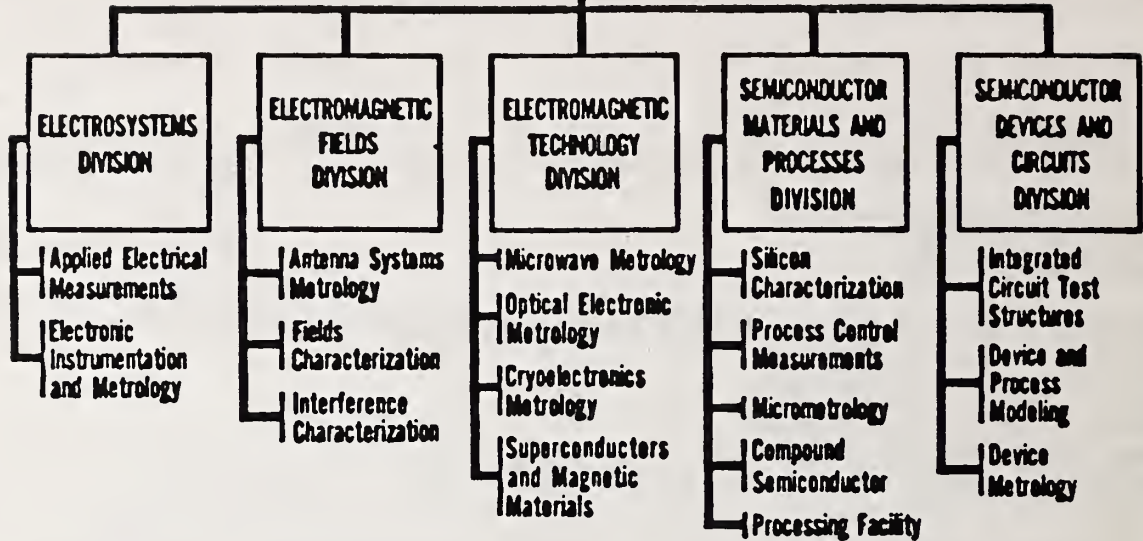 ELECTROSYSTEMS
DIVISION
Applied Electrical
Measurements
Electronic
Instrumentation
and Metrology
ELECTROMAGNETIC
FIELDS
DIVISION
Antenna Systems
Metrology
Fields
Characterization
Interference
Characterization
ELECTROMAGNETIC
TECHNOLOGY
DIVISION
Microwave Metrology
Optical Electronic
Metrology
Cryoelectronics
Metrology
Superconductors
and Magnetic
Materials
SEMICONDUCTOR
MATERIALS AND
PROCESSES
DIVISION
Silicon
Characterization
Process Control
Measurements
Micrometrology
Compound
Semiconductor
Processing Facility
SEMICONDUCTOR
DEVICES AND
CIRCUITS
DIVISION
Integrated
Circuit Test
Structures
Device and
Process
Modeling
Device
Metrology